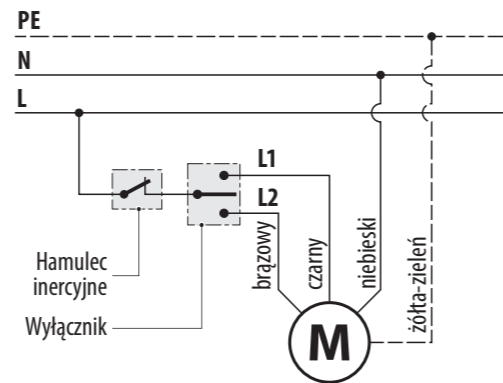 PE
N
L
L1
L2
brązowy
czarny
niebieski
żółta-zieleń
Hamulec
inercyjne
Wyłącznik
M